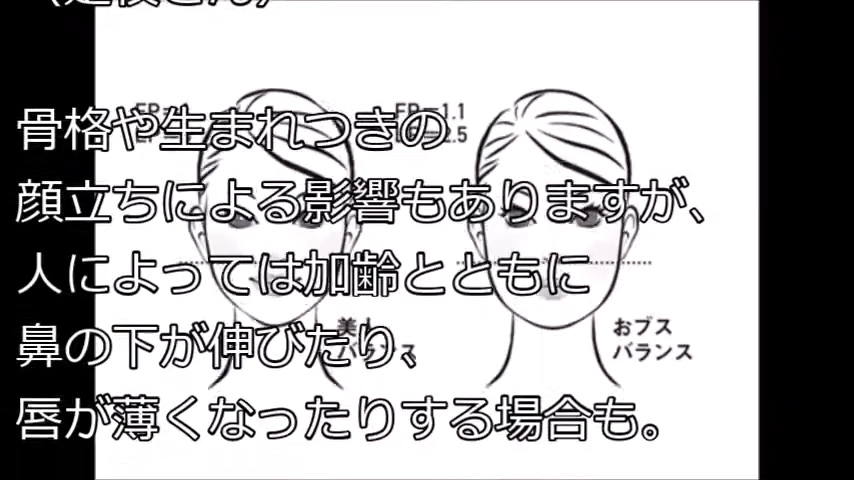 骨格や生まれつきの
顔立ちによる影響もありますが、
人によっては加齢とともに
鼻の下が伸びたり、
唇が薄くなったりする場合も。
おブス
バランス